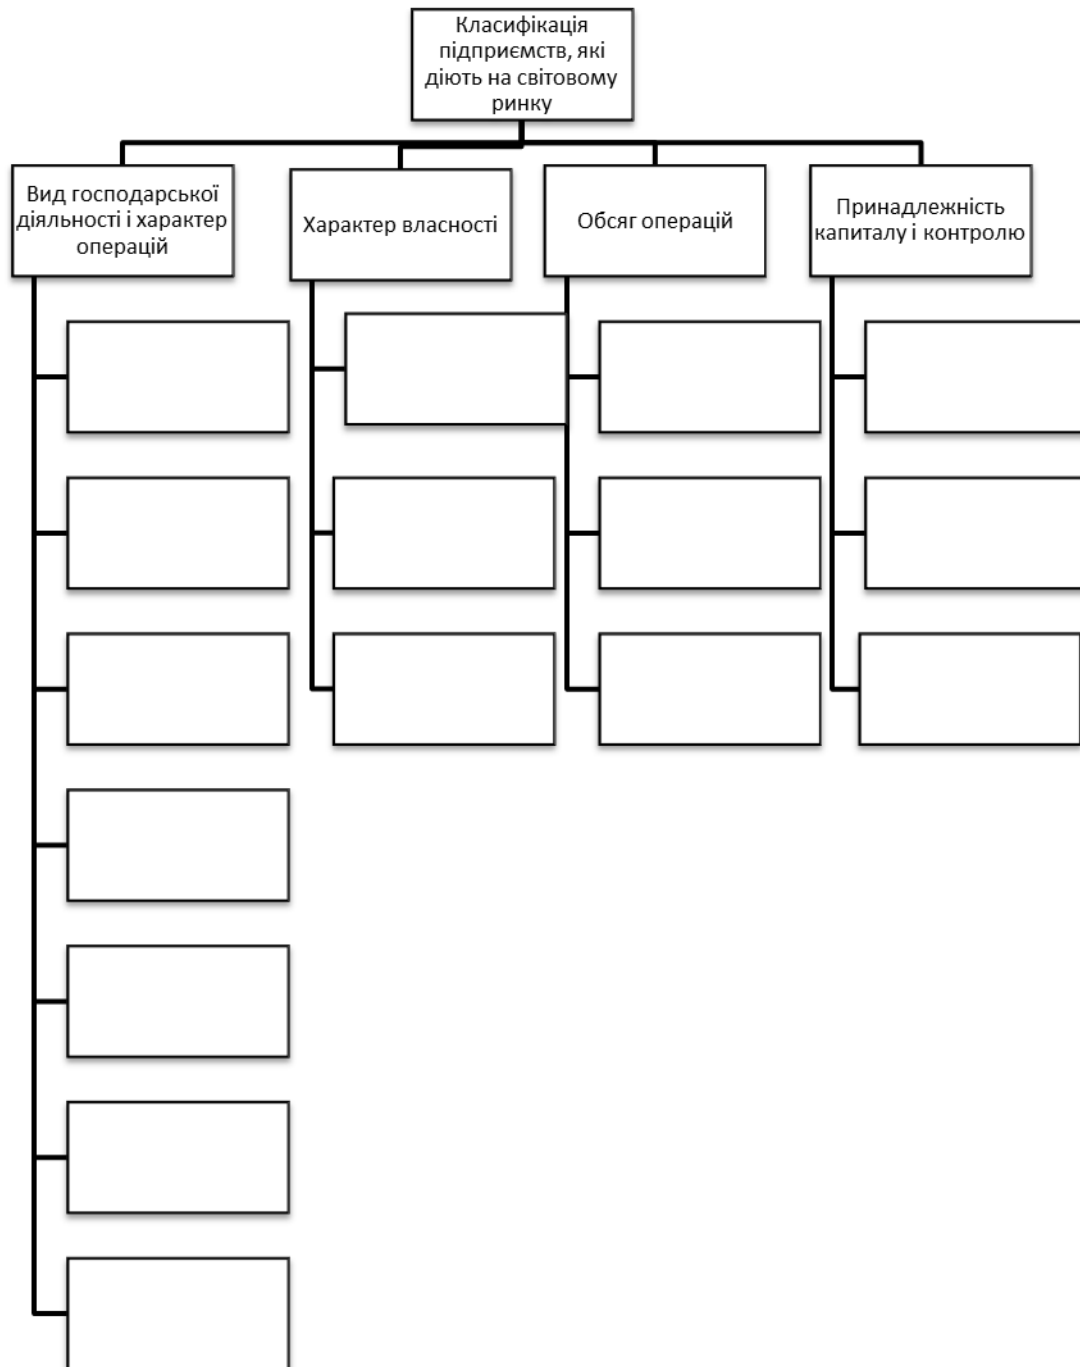 Класифікація
підприємств, які
діють на світовому
ринку
Вид господарської
діяльності і характер
операцій
Характер власності
Обсяг операцій
Принадлежність
капиталу і контролю